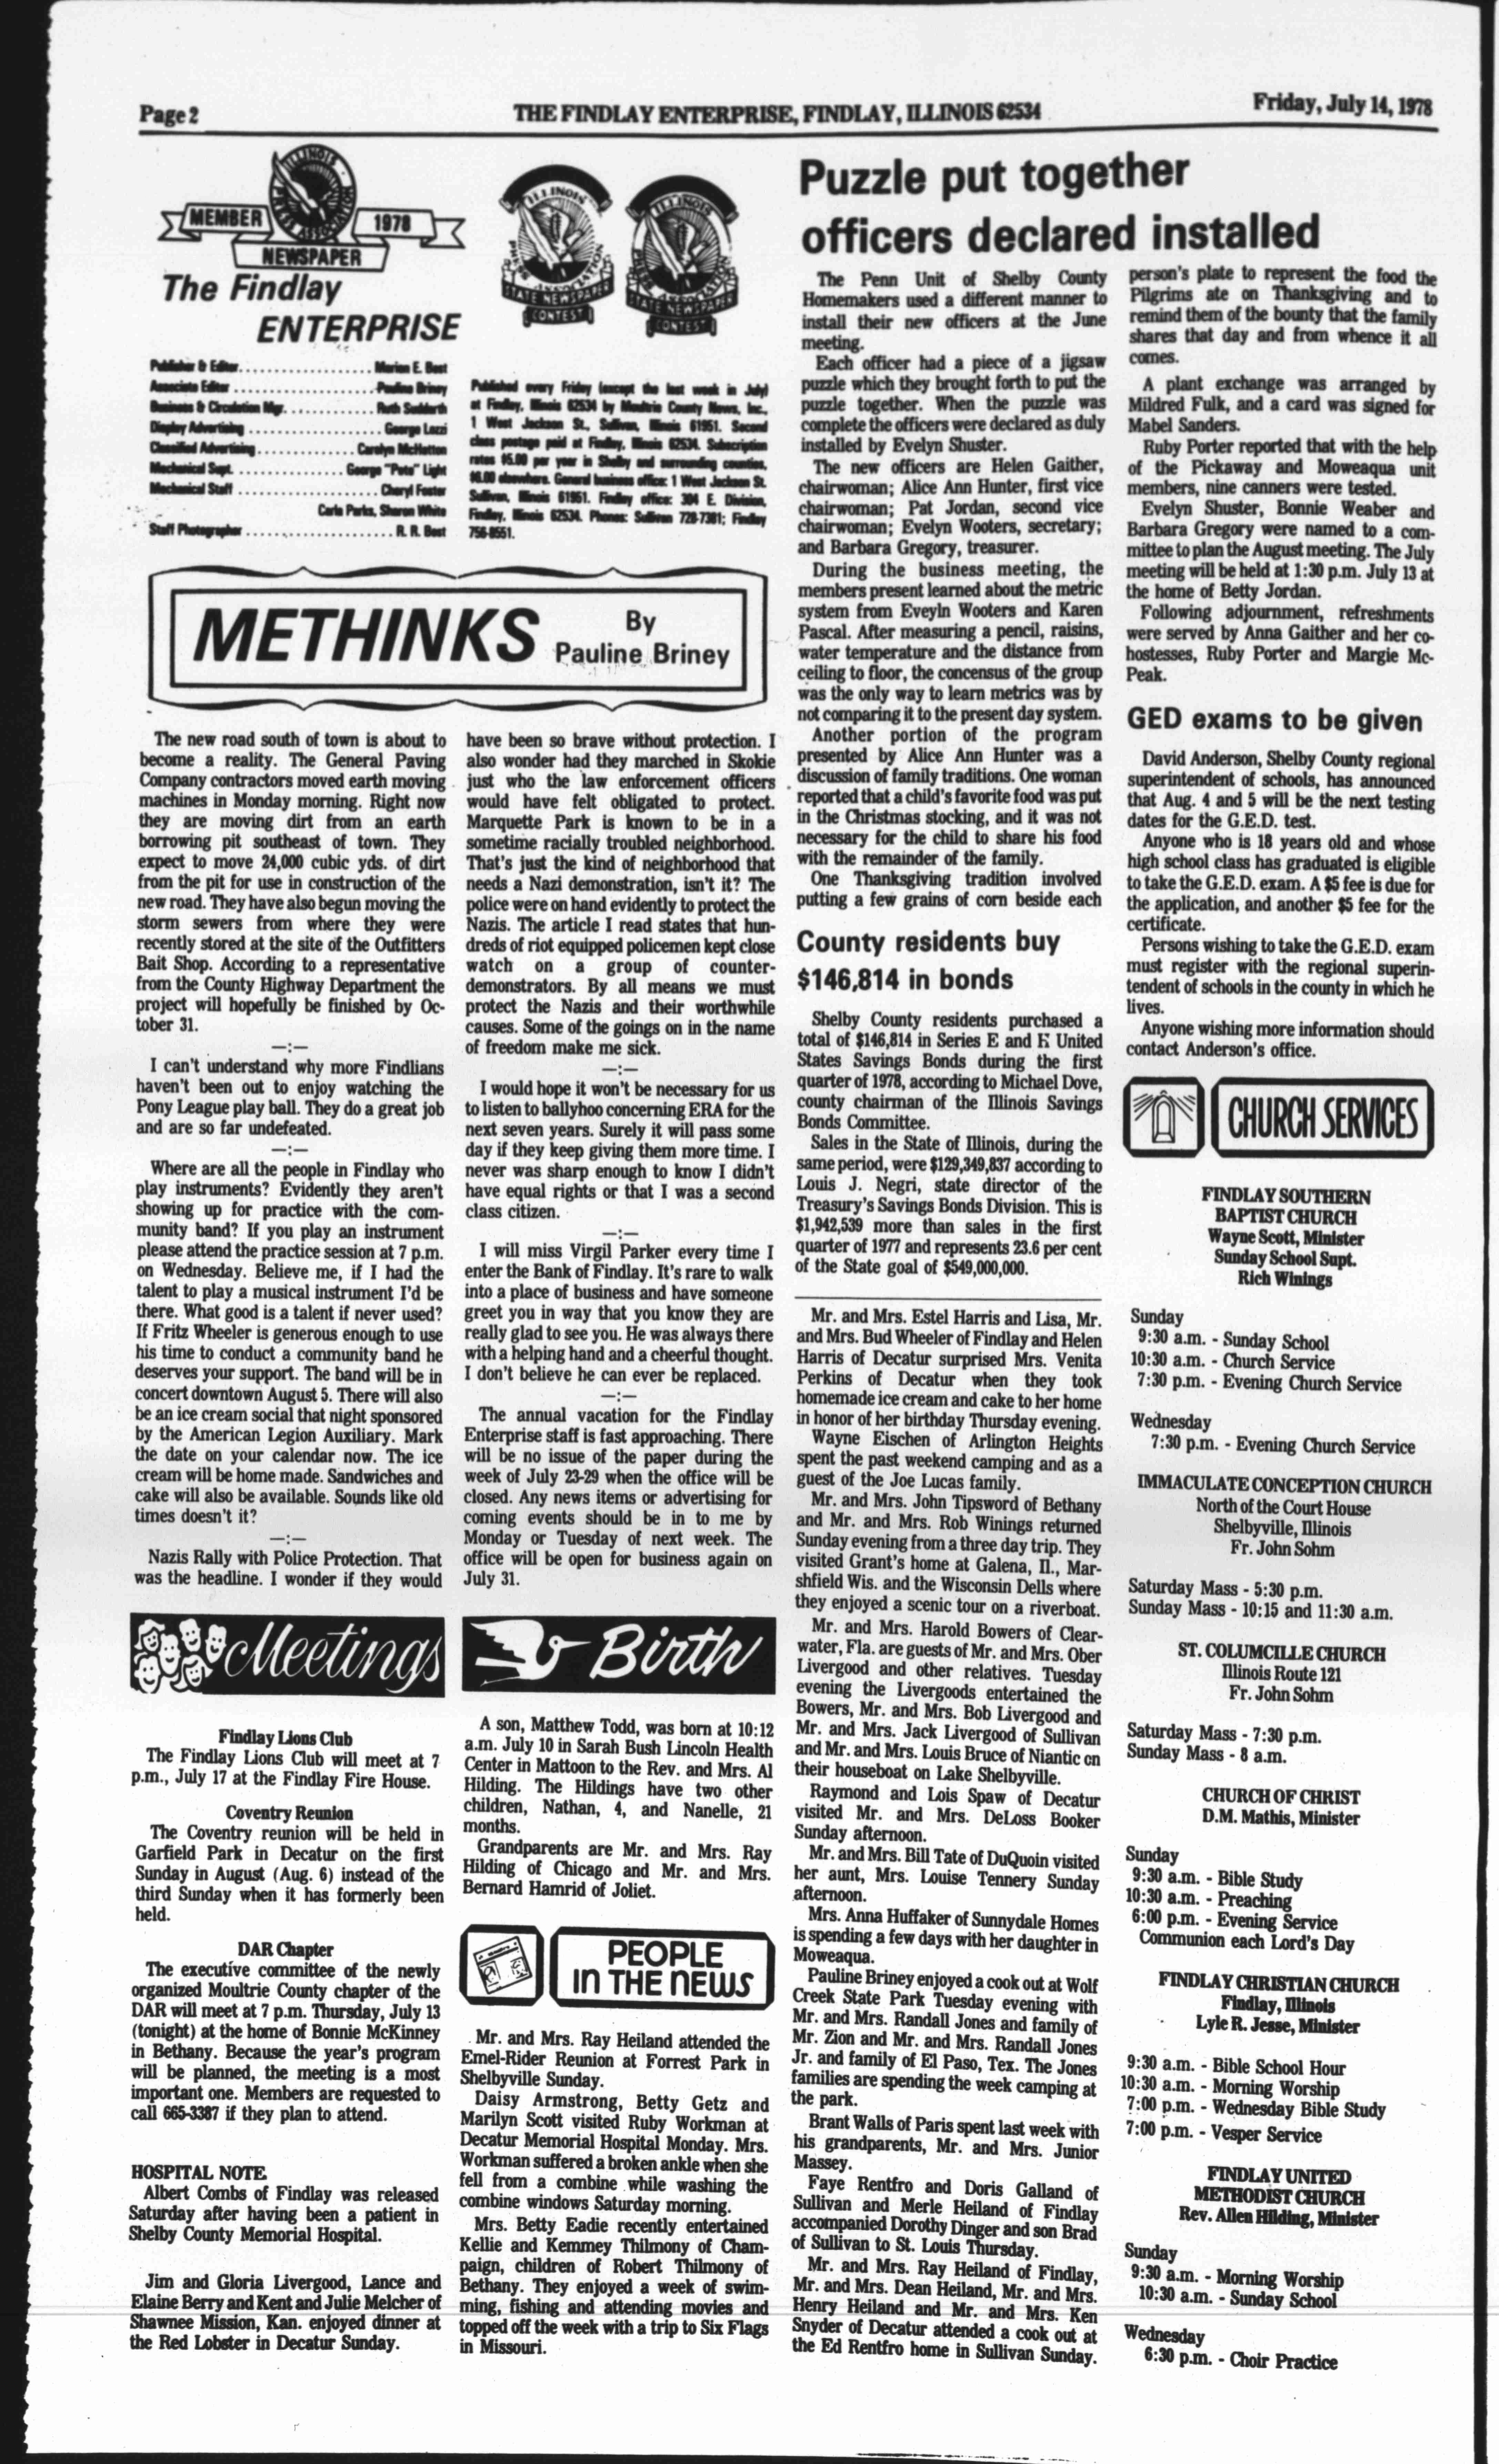 Page 2
THE FINDLAY ENTERPRISE, FINDLAY, ILLINOIS 62534
Friday, July 14, 1978
ILLINOIS
PRESS ASSOCIATION
MEMBER
1978
NEWSPAPER
The Findlay
ENTERPRISE
Publisher & Editor.................... Marion E. Best
Associate Editor ...................... Pauline Briney
Business & Circulation Mgr. ............. Ruth Suddarth
Display Advertising .................... George Lazzi
Classified Advertising .............. Carolyn McHatton
Mechanical Supt. ............... George "Pete" Light
Mechanical Staff ..................... Cheryl Foster
Carla Parks, Sharon White
Staff Photographer ...................... R. R. Best
ILLINOIS
PRESS ASSOCIATION
STATE NEWSPAPER
CONTEST
ILLINOIS
PRESS ASSOCIATION
STATE NEWSPAPER
CONTEST
Published every Friday (except the last week in July)
at Findlay, Illinois 62534 by Moultrie County News, Inc.,
1 West Jackson St., Sullivan, Illinois 61951. Second
class postage paid at Findlay, Illinois 62534. Subscription
rates $5.00 per year in Shelby and surrounding counties,
$6.00 elsewhere. General business office: 1 West Jackson St.
Sullivan, Illinois 61951. Findlay office: 304 E. Division,
Findlay, Illinois 62534. Phones: Sullivan 728-7381; Findlay
756-8551.
METHINKS
By
Pauline Briney
The new road south of town is about to
become a reality. The General Paving
Company contractors moved earth moving
machines in Monday morning. Right now
they are moving dirt from an earth
borrowing pit southeast of town. They
expect to move 24,000 cubic yds. of dirt
from the pit for use in construction of the
new road. They have also begun moving the
storm sewers from where they were
recently stored at the site of the Outfitters
Bait Shop. According to a representative
from the County Highway Department the
project will hopefully be finished by Oc-
tober 31.
—:—
I can't understand why more Findlians
haven't been out to enjoy watching the
Pony League play ball. They do a great job
and are so far undefeated.
—:—
Where are all the people in Findlay who
play instruments? Evidently they aren't
showing up for practice with the com-
munity band? If you play an instrument
please attend the practice session at 7 p.m.
on Wednesday. Believe me, if I had the
talent to play a musical instrument I'd be
there. What good is a talent if never used?
If Fritz Wheeler is generous enough to use
his time to conduct a community band he
deserves your support. The band will be in
concert downtown August 5. There will also
be an ice cream social that night sponsored
by the American Legion Auxiliary. Mark
the date on your calendar now. The ice
cream will be home made. Sandwiches and
cake will also be available. Sounds like old
times doesn't it?
—:—
Nazis Rally with Police Protection. That
was the headline. I wonder if they would
have been so brave without protection. I
also wonder had they marched in Skokie
just who the law enforcement officers
would have felt obligated to protect.
Marquette Park is known to be in a
sometime racially troubled neighborhood.
That's just the kind of neighborhood that
needs a Nazi demonstration, isn't it? The
police were on hand evidently to protect the
Nazis. The article I read states that hun-
dreds of riot equipped policemen kept close
watch on a group of counter-
demonstrators. By all means we must
protect the Nazis and their worthwhile
causes. Some of the goings on in the name
of freedom make me sick.
—:—
I would hope it won't be necessary for us
to listen to ballyhoo concerning ERA for the
next seven years. Surely it will pass some
day if they keep giving them more time. I
never was sharp enough to know I didn't
have equal rights or that I was a second
class citizen.
—:—
I will miss Virgil Parker every time I
enter the Bank of Findlay. It's rare to walk
into a place of business and have someone
greet you in way that you know they are
really glad to see you. He was always there
with a helping hand and a cheerful thought.
I don't believe he can ever be replaced.
—:—
The annual vacation for the Findlay
Enterprise staff is fast approaching. There
will be no issue of the paper during the
week of July 23-29 when the office will be
closed. Any news items or advertising for
coming events should be in to me by
Monday or Tuesday of next week. The
office will be open for business again on
July 31.
Meetings
Findlay Lions Club
The Findlay Lions Club will meet at 7
p.m., July 17 at the Findlay Fire House.
Coventry Reunion
The Coventry reunion will be held in
Garfield Park in Decatur on the first
Sunday in August (Aug. 6) instead of the
third Sunday when it has formerly been
held.
DAR Chapter
The executive committee of the newly
organized Moultrie County chapter of the
DAR will meet at 7 p.m. Thursday, July 13
(tonight) at the home of Bonnie McKinney
in Bethany. Because the year's program
will be planned, the meeting is a most
important one. Members are requested to
call 665-3387 if they plan to attend.
HOSPITAL NOTE
Albert Combs of Findlay was released
Saturday after having been a patient in
Shelby County Memorial Hospital.
Jim and Gloria Livergood, Lance and
Elaine Berry and Kent and Julie Melcher of
Shawnee Mission, Kan. enjoyed dinner at
the Red Lobster in Decatur Sunday.
Birth
A son, Matthew Todd, was born at 10:12
a.m. July 10 in Sarah Bush Lincoln Health
Center in Mattoon to the Rev. and Mrs. Al
Hilding. The Hildings have two other
children, Nathan, 4, and Nanelle, 21
months.
Grandparents are Mr. and Mrs. Ray
Hilding of Chicago and Mr. and Mrs.
Bernard Hamrid of Joliet.
PEOPLE
IN THE NEWS
Mr. and Mrs. Ray Heiland attended the
Emel-Rider Reunion at Forrest Park in
Shelbyville Sunday.
Daisy Armstrong, Betty Getz and
Marilyn Scott visited Ruby Workman at
Decatur Memorial Hospital Monday. Mrs.
Workman suffered a broken ankle when she
fell from a combine while washing the
combine windows Saturday morning.
Mrs. Betty Eadie recently entertained
Kellie and Kemmey Thilmony of Cham-
paign, children of Robert Thilmony of
Bethany. They enjoyed a week of swim-
ming, fishing and attending movies and
topped off the week with a trip to Six Flags
in Missouri.
Puzzle put together
officers declared installed
The Penn Unit of Shelby County
Homemakers used a different manner to
install their new officers at the June
meeting.
Each officer had a piece of a jigsaw
puzzle which they brought forth to put the
puzzle together. When the puzzle was
complete the officers were declared as duly
installed by Evelyn Shuster.
The new officers are Helen Gaither,
chairwoman; Alice Ann Hunter, first vice
chairwoman; Pat Jordan, second vice
chairwoman; Evelyn Wooters, secretary;
and Barbara Gregory, treasurer.
During the business meeting, the
members present learned about the metric
system from Eveyln Wooters and Karen
Pascal. After measuring a pencil, raisins,
water temperature and the distance from
ceiling to floor, the concensus of the group
was the only way to learn metrics was by
not comparing it to the present day system.
Another portion of the program
presented by Alice Ann Hunter was a
discussion of family traditions. One woman
reported that a child's favorite food was put
in the Christmas stocking, and it was not
necessary for the child to share his food
with the remainder of the family.
One Thanksgiving tradition involved
putting a few grains of corn beside each
person's plate to represent the food the
Pilgrims ate on Thanksgiving and to
remind them of the bounty that the family
shares that day and from whence it all
comes.
A plant exchange was arranged by
Mildred Fulk, and a card was signed for
Mabel Sanders.
Ruby Porter reported that with the help
of the Pickaway and Moweaqua unit
members, nine canners were tested.
Evelyn Shuster, Bonnie Weaber and
Barbara Gregory were named to a com-
mittee to plan the August meeting. The July
meeting will be held at 1:30 p.m. July 13 at
the home of Betty Jordan.
Following adjournment, refreshments
were served by Anna Gaither and her co-
hostesses, Ruby Porter and Margie Mc-
Peak.
County residents buy
$146,814 in bonds
Shelby County residents purchased a
total of $146,814 in Series E and H United
States Savings Bonds during the first
quarter of 1978, according to Michael Dove,
county chairman of the Illinois Savings
Bonds Committee.
Sales in the State of Illinois, during the
same period, were $129,349,837 according to
Louis J. Negri, state director of the
Treasury's Savings Bonds Division. This is
$1,942,539 more than sales in the first
quarter of 1977 and represents 23.6 per cent
of the State goal of $549,000,000.
Mr. and Mrs. Estel Harris and Lisa, Mr.
and Mrs. Bud Wheeler of Findlay and Helen
Harris of Decatur surprised Mrs. Venita
Perkins of Decatur when they took
homemade ice cream and cake to her home
in honor of her birthday Thursday evening.
Wayne Eischen of Arlington Heights
spent the past weekend camping and as a
guest of the Joe Lucas family.
Mr. and Mrs. John Tipsword of Bethany
and Mr. and Mrs. Rob Winings returned
Sunday evening from a three day trip. They
visited Grant's home at Galena, Il., Mar-
shfield Wis. and the Wisconsin Dells where
they enjoyed a scenic tour on a riverboat.
Mr. and Mrs. Harold Bowers of Clear-
water, Fla. are guests of Mr. and Mrs. Ober
Livergood and other relatives. Tuesday
evening the Livergoods entertained the
Bowers, Mr. and Mrs. Bob Livergood and
Mr. and Mrs. Jack Livergood of Sullivan
and Mr. and Mrs. Louis Bruce of Niantic on
their houseboat on Lake Shelbyville.
Raymond and Lois Spaw of Decatur
visited Mr. and Mrs. DeLoss Booker
Sunday afternoon.
Mr. and Mrs. Bill Tate of DuQuoin visited
her aunt, Mrs. Louise Tennery Sunday
afternoon.
Mrs. Anna Huffaker of Sunnydale Homes
is spending a few days with her daughter in
Moweaqua.
Pauline Briney enjoyed a cook out at Wolf
Creek State Park Tuesday evening with
Mr. and Mrs. Randall Jones and family of
Mr. Zion and Mr. and Mrs. Randall Jones
Jr. and family of El Paso, Tex. The Jones
families are spending the week camping at
the park.
Brant Walls of Paris spent last week with
his grandparents, Mr. and Mrs. Junior
Massey.
Faye Rentfro and Doris Galland of
Sullivan and Merle Heiland of Findlay
accompanied Dorothy Dinger and son Brad
of Sullivan to St. Louis Thursday.
Mr. and Mrs. Ray Heiland of Findlay,
Mr. and Mrs. Dean Heiland, Mr. and Mrs.
Henry Heiland and Mr. and Mrs. Ken
Snyder of Decatur attended a cook out at
the Ed Rentfro home in Sullivan Sunday.
GED exams to be given
David Anderson, Shelby County regional
superintendent of schools, has announced
that Aug. 4 and 5 will be the next testing
dates for the G.E.D. test.
Anyone who is 18 years old and whose
high school class has graduated is eligible
to take the G.E.D. exam. A $5 fee is due for
the application, and another $5 fee for the
certificate.
Persons wishing to take the G.E.D. exam
must register with the regional superin-
tendent of schools in the county in which he
lives.
Anyone wishing more information should
contact Anderson's office.
CHURCH SERVICES
FINDLAY SOUTHERN
BAPTIST CHURCH
Wayne Scott, Minister
Sunday School Supt.
Rich Winings
Sunday
9:30 a.m. - Sunday School
10:30 a.m. - Church Service
7:30 p.m. - Evening Church Service
Wednesday
7:30 p.m. - Evening Church Service
IMMACULATE CONCEPTION CHURCH
North of the Court House
Shelbyville, Illinois
Fr. John Sohm
Saturday Mass - 5:30 p.m.
Sunday Mass - 10:15 and 11:30 a.m.
ST. COLUMCILLE CHURCH
Illinois Route 121
Fr. John Sohm
Saturday Mass - 7:30 p.m.
Sunday Mass - 8 a.m.
CHURCH OF CHRIST
D.M. Mathis, Minister
Sunday
9:30 a.m. - Bible Study
10:30 a.m. - Preaching
6:00 p.m. - Evening Service
Communion each Lord's Day
FINDLAY CHRISTIAN CHURCH
Findlay, Illinois
Lyle R. Jesse, Minister
9:30 a.m. - Bible School Hour
10:30 a.m. - Morning Worship
7:00 p.m. - Wednesday Bible Study
7:00 p.m. - Vesper Service
FINDLAY UNITED
METHODIST CHURCH
Rev. Allen Hilding, Minister
Sunday
9:30 a.m. - Morning Worship
10:30 a.m. - Sunday School
Wednesday
6:30 p.m. - Choir Practice